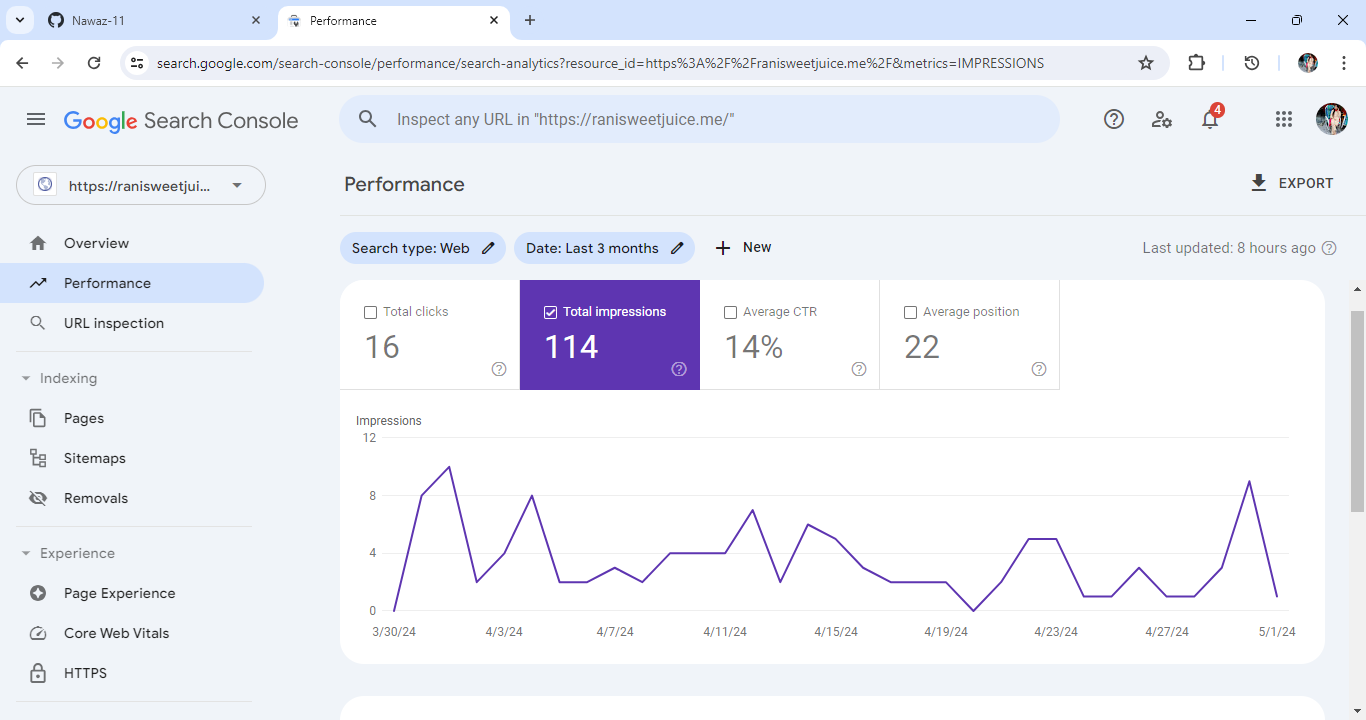 Nawaz-11
Performance
search.google.com/search-console/performance/search-analytics?resource_id=https%3A%2F%2Franisweetjuice.me%2F&metrics=IMPRESSIONS
Google Search Console
Inspect any URL in "https://ranisweetjuice.me/"
4
https://ranisweetjui...
Performance
EXPORT
Overview
Performance
URL inspection
Indexing
Pages
Sitemaps
Removals
Experience
Page Experience
Core Web Vitals
HTTPS
Search type: Web
Date: Last 3 months
New
Last updated: 8 hours ago
Total clicks
16
Total impressions
114
Average CTR
14%
Average position
22
Impressions
12
8
4
0
3/30/24 4/3/24 4/7/24 4/11/24 4/15/24 4/19/24 4/23/24 4/27/24 5/1/24